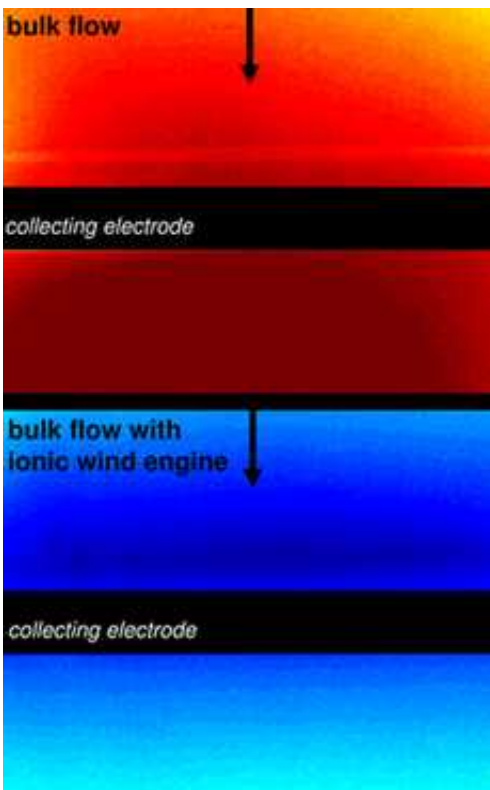 bulk flow
collecting electrode
bulk flow with
ionic wind engine
collecting electrode